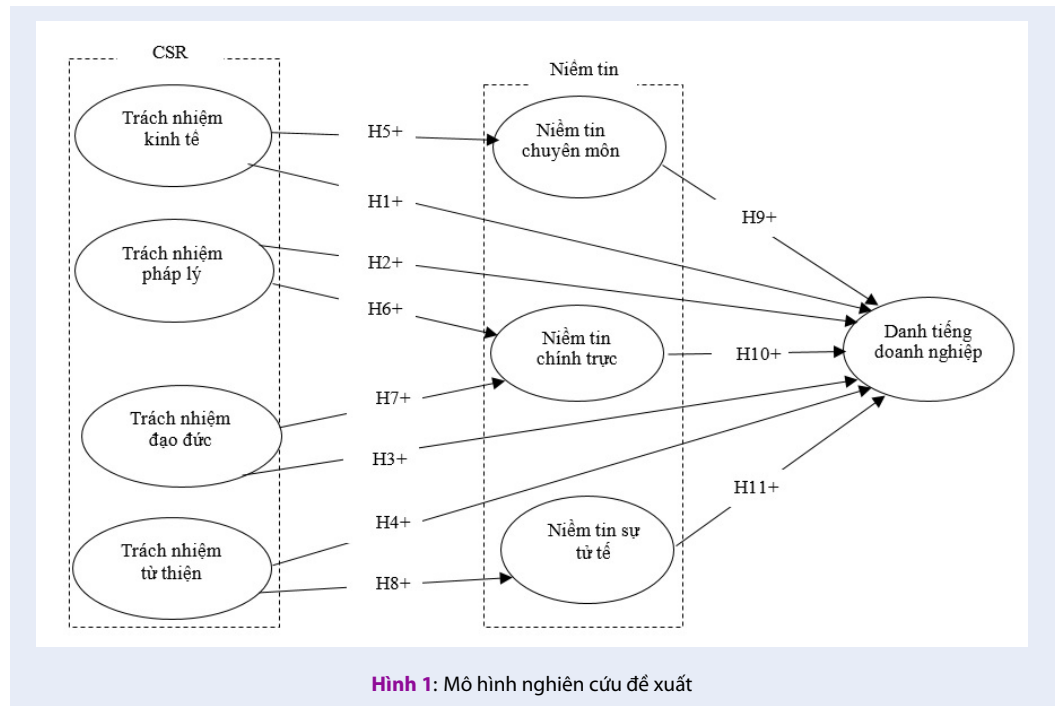 CSR
Niềm tin
Trách nhiệm
kinh tế
Niềm tin
chuyên môn
H5+
H1+
H9+
Trách nhiệm
pháp lý
H2+
H6+
Niềm tin
chính trực
H10+
Danh tiếng
doanh nghiệp
Trách nhiệm
đạo đức
H7+
H3+
H11+
Trách nhiệm
từ thiện
H4+
H8+
Niềm tin sự
tử tế
Hình 1: Mô hình nghiên cứu đề xuất